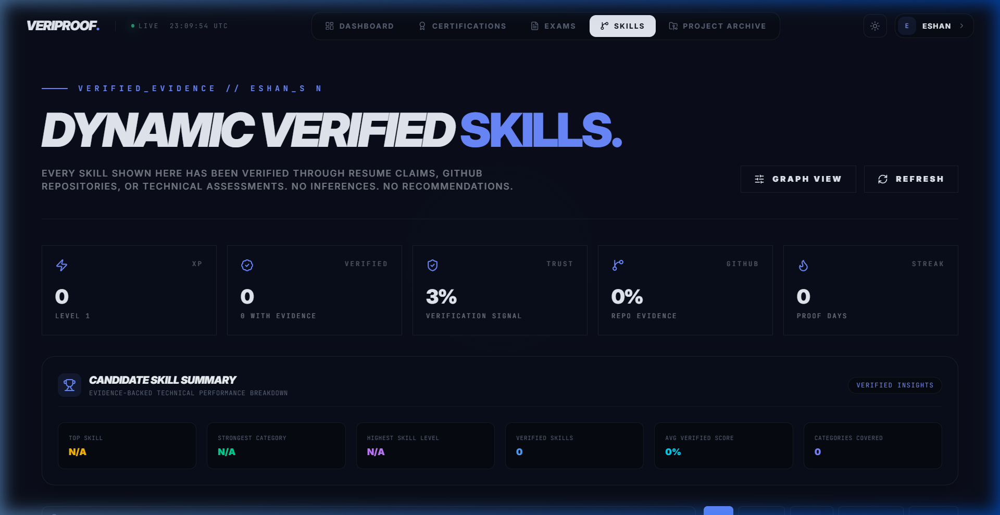 VERIPROOF.
LIVE 23:09:54 UTC
DASHBOARD
CERTIFICATIONS
EXAMS
SKILLS
PROJECT ARCHIVE
E
ESHAN
VERIFIED_EVIDENCE // ESHAN_S N
DYNAMIC VERIFIED SKILLS.
EVERY SKILL SHOWN HERE HAS BEEN VERIFIED THROUGH RESUME CLAIMS, GITHUB
REPOSITORIES, OR TECHNICAL ASSESSMENTS. NO INFERENCES. NO RECOMMENDATIONS.
GRAPH VIEW
REFRESH
XP
0
LEVEL 1
VERIFIED
0
0 WITH EVIDENCE
TRUST
3%
VERIFICATION SIGNAL
GITHUB
0%
REPO EVIDENCE
STREAK
0
PROOF DAYS
CANDIDATE SKILL SUMMARY
EVIDENCE-BACKED TECHNICAL PERFORMANCE BREAKDOWN
VERIFIED INSIGHTS
TOP SKILL
N/A
STRONGEST CATEGORY
N/A
HIGHEST SKILL LEVEL
N/A
VERIFIED SKILLS
0
AVG VERIFIED SCORE
0%
CATEGORIES COVERED
0